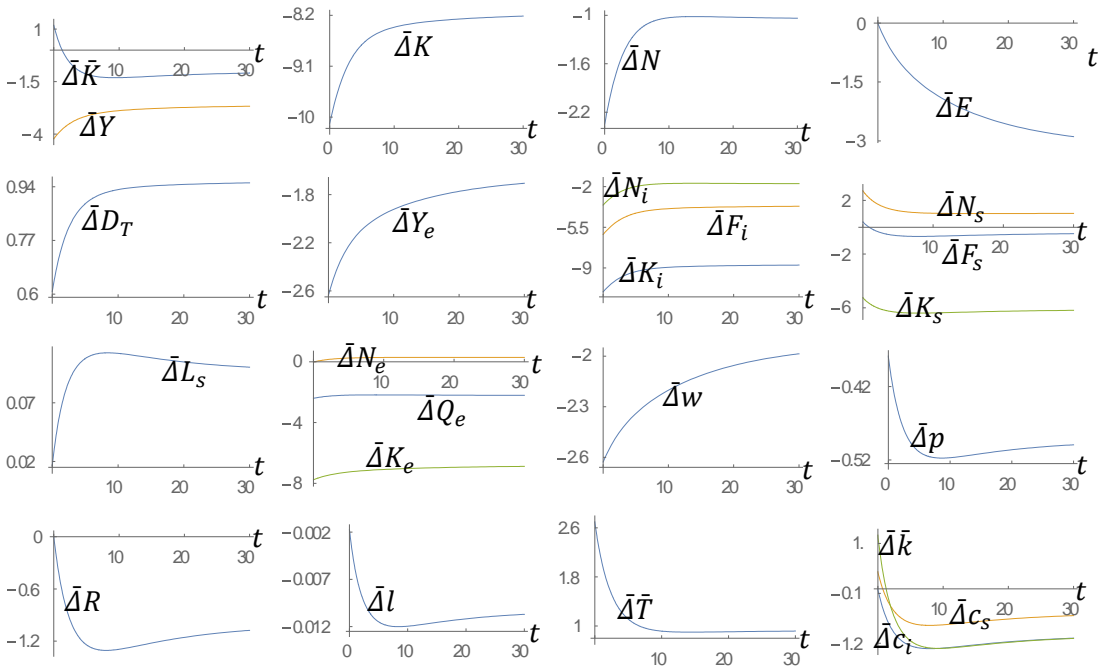 1 t −8.2 −1 0
Δ̄K̄ 10 20 30 Δ̄K Δ̄N 10 20 30 t
−1.5 −9.1 −1.6 −1.5 Δ̄E
Δ̄Y
−4 −10 t −2.2 t −3
0 10 20 30 0 10 20 30
0.94 −1.8 −2 Δ̄N_i 2 Δ̄N_s t
Δ̄D_T Δ̄Y_e −5.5 Δ̄F_i 10 20 30
0.77 −2.2 −2 Δ̄F_s
−9 Δ̄K_i
0.6 t −2.6 t t −6 Δ̄K_s
10 20 30 10 20 30 10 20 30
0 Δ̄N_e t −2
Δ̄L_s 10 20 30 −0.42
0.07 −4 Δ̄Q_e −2.3 Δ̄w Δ̄p
Δ̄K_e
0.02 t −8 −2.6 t −0.52 t
10 20 30 10 20 30 0 10 20 30
0 t −0.002 2.6 1. Δ̄k̄
10 20 30 t
−0.6 Δ̄R −0.007 1.8 −0.1 10 20 30
Δ̄l Δ̄T̄ Δ̄c_s
−1.2 −0.012 t 1 t −1.2 Δ̄c_i
10 20 30 10 20 30